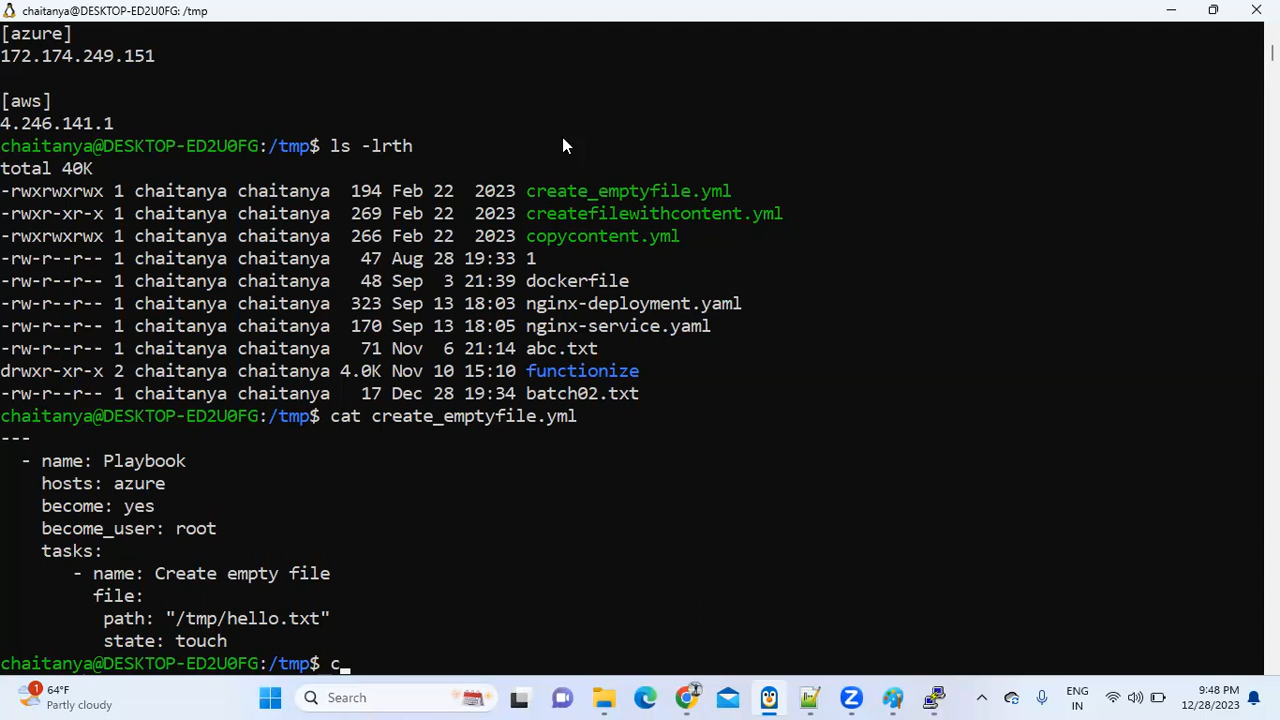 chaitanya@DESKTOP-ED2U0FG: /tmp
[azure]
172.174.249.151
[aws]
4.246.141.1
chaitanya@DESKTOP-ED2U0FG:/tmp$ ls -lrth
total 40K
-rwxrwxrwx 1 chaitanya chaitanya  194 Feb 22  2023 create_emptyfile.yml
-rwxr-xr-x 1 chaitanya chaitanya  269 Feb 22  2023 createfilewithcontent.yml
-rwxrwxrwx 1 chaitanya chaitanya  266 Feb 22  2023 copycontent.yml
-rw-r--r-- 1 chaitanya chaitanya   47 Aug 28 19:33 1
-rw-r--r-- 1 chaitanya chaitanya   48 Sep  3 21:39 dockerfile
-rw-r--r-- 1 chaitanya chaitanya  323 Sep 13 18:03 nginx-deployment.yaml
-rw-r--r-- 1 chaitanya chaitanya  170 Sep 13 18:05 nginx-service.yaml
-rw-r--r-- 1 chaitanya chaitanya   71 Nov  6 21:14 abc.txt
drwxr-xr-x 2 chaitanya chaitanya 4.0K Nov 10 15:10 functionize
-rw-r--r-- 1 chaitanya chaitanya   17 Dec 28 19:34 batch02.txt
chaitanya@DESKTOP-ED2U0FG:/tmp$ cat create_emptyfile.yml
---
  - name: Playbook
    hosts: azure
    become: yes
    become_user: root
    tasks:
       - name: Create empty file
         file:
          path: "/tmp/hello.txt"
          state: touch
chaitanya@DESKTOP-ED2U0FG:/tmp$ c_
1
64°F
Partly cloudy
Search
ENG
IN
9:48 PM
12/28/2023